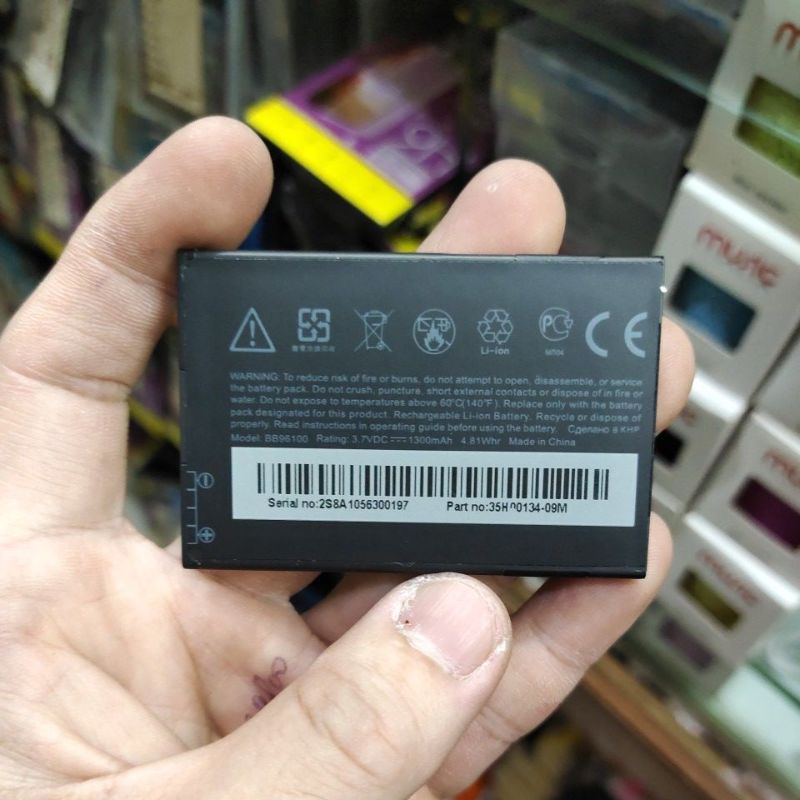 music
music
Li-ion
CE
WARNING: To reduce risk of fire or burns, do not attempt to open, disassemble, or service
the battery pack. Do not crush, puncture, short external contacts or dispose of in fire or
water. Do not expose to temperatures above 60°C(140°F). Replace only with the battery
pack designated for this product. Rechargeable Li-ion Battery. Recycle or dispose of
properly. Read instructions in operating guide before using. Сделано в КНР
Model: BB96100 Rating: 3.7VDC 1300mAh 4.81Whr Made in China
Serial no:2S8A1056300197 Part no:35H00134-09M